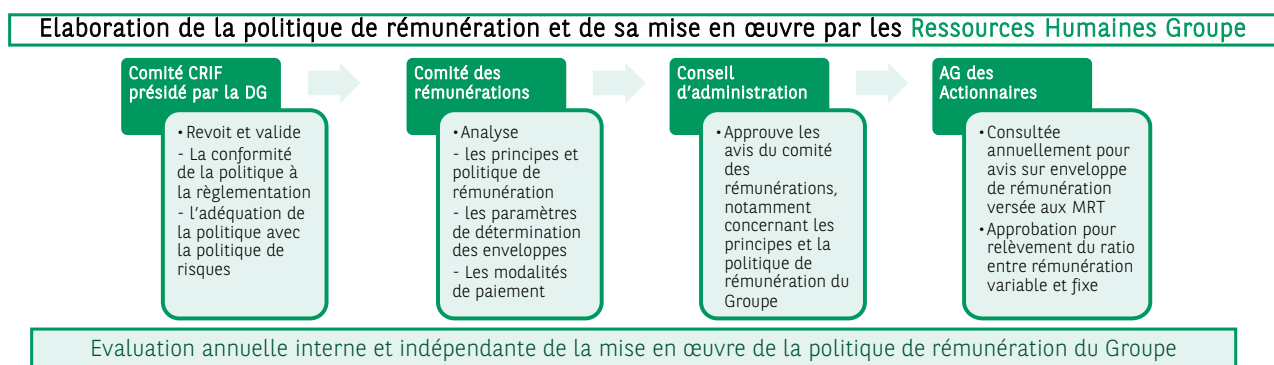 Elaboration de la politique de rémunération et de sa mise en œuvre par les Ressources Humaines Groupe
Comité CRIF
présidé par la DG
• Revoit et valide
- La conformité
de la politique à
la règlementation
- l'adéquation de
la politique avec
la politique de
risques
Comité des
rémunérations
• Analyse
- les principes et
politique de
rémunération
- les paramètres
de détermination
des enveloppes
- Les modalités
de paiement
Conseil
d'administration
• Approuve les
avis du comité
des
rémunérations,
notamment
concernant les
principes et la
politique de
rémunération du
Groupe
AG des
Actionnaires
• Consultée
annuellement pour
avis sur enveloppe
de rémunération
versée aux MRT
• Approbation pour
relèvement du ratio
entre rémunération
variable et fixe
Evaluation annuelle interne et indépendante de la mise en œuvre de la politique de rémunération du Groupe